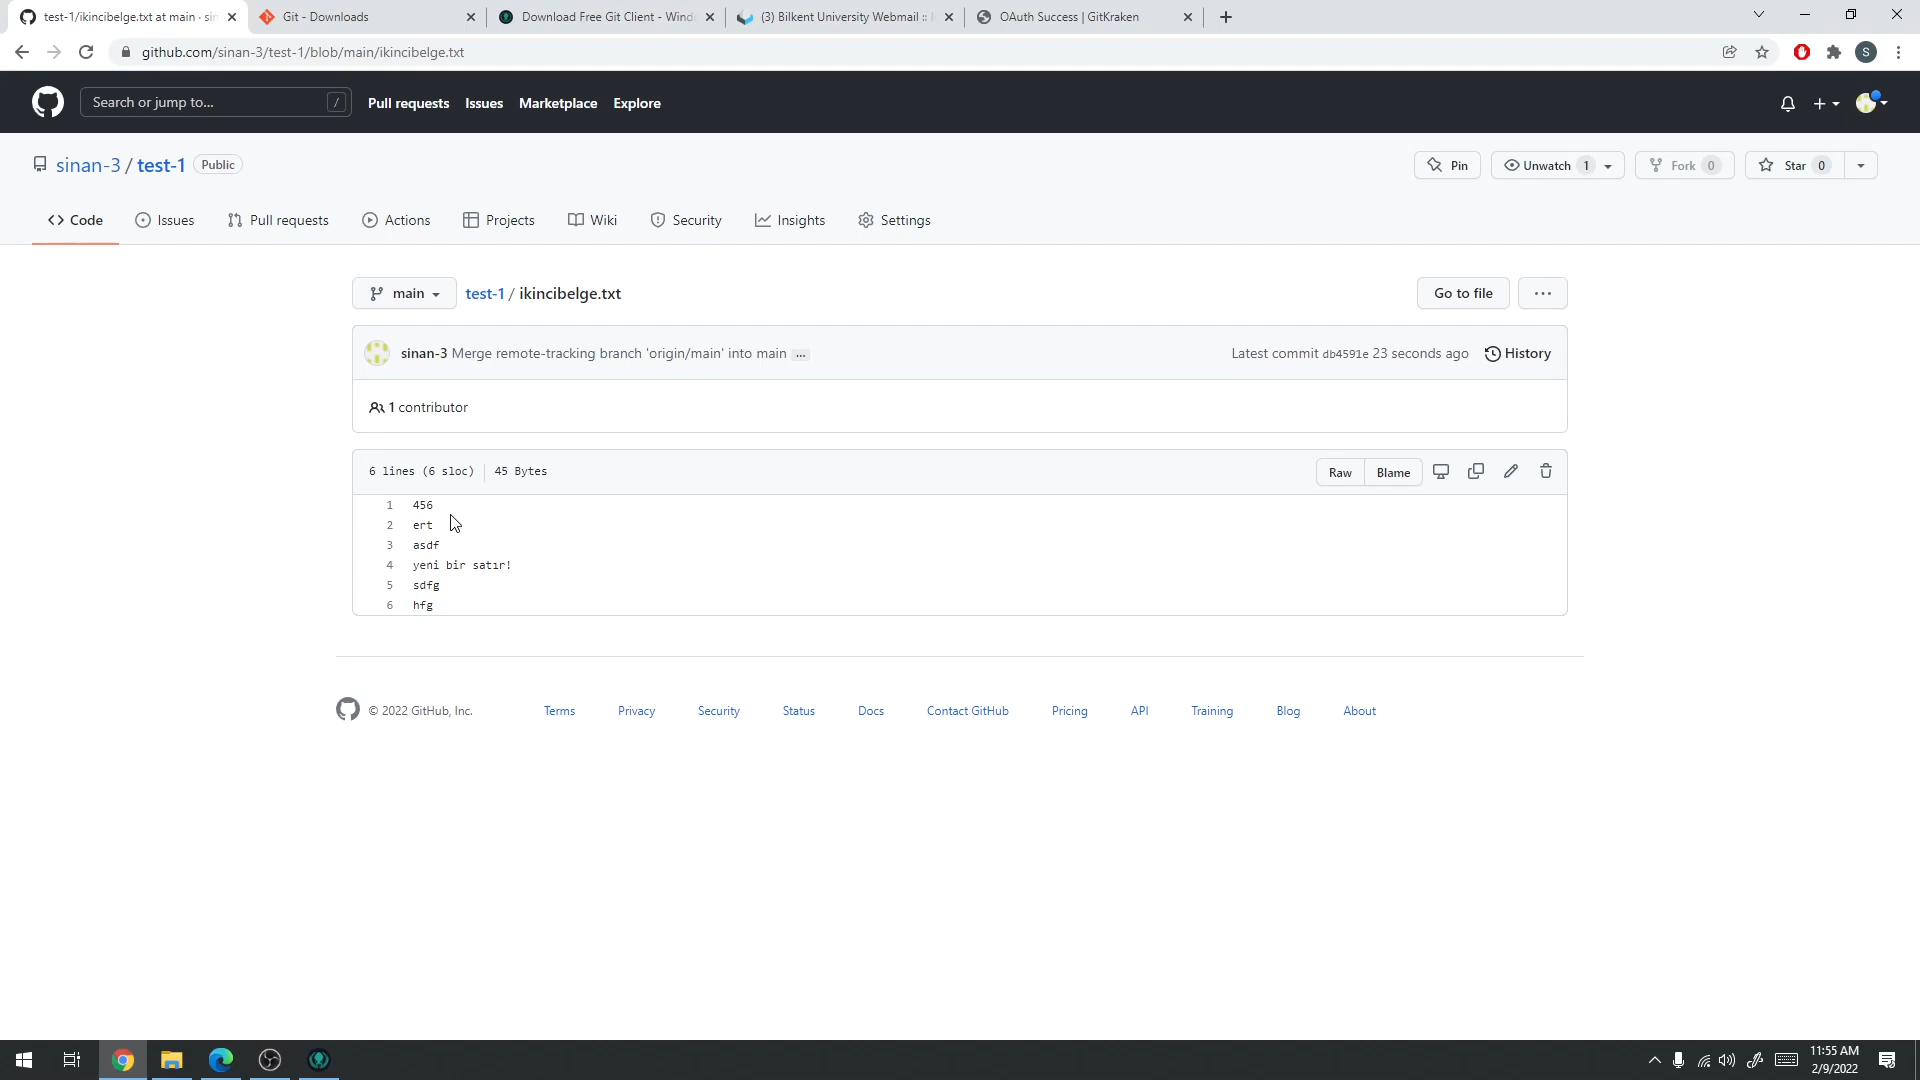 test-1/ikincibelge.txt at main · sin
Git - Downloads
Download Free Git Client - Wind
(3) Bilkent University Webmail ::
OAuth Success | GitKraken
github.com/sinan-3/test-1/blob/main/ikincibelge.txt
S
Search or jump to... /
Pull requests Issues Marketplace Explore
sinan-3 / test-1 Public
Pin Unwatch 1 Fork 0 Star 0
Code Issues Pull requests Actions Projects Wiki Security Insights Settings
main test-1 / ikincibelge.txt Go to file ...
sinan-3 Merge remote-tracking branch 'origin/main' into main ... Latest commit db4591e 23 seconds ago History
1 contributor
6 lines (6 sloc) 45 Bytes Raw Blame
1 456
2 ert
3 asdf
4 yeni bir satır!
5 sdfg
6 hfg
© 2022 GitHub, Inc. Terms Privacy Security Status Docs Contact GitHub Pricing API Training Blog About
11:55 AM
2/9/2022